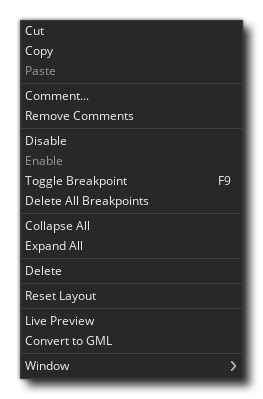 Cut
Copy
Paste
Comment...
Remove Comments
Disable
Enable
Toggle Breakpoint F9
Delete All Breakpoints
Collapse All
Expand All
Delete
Reset Layout
Live Preview
Convert to GML
Window